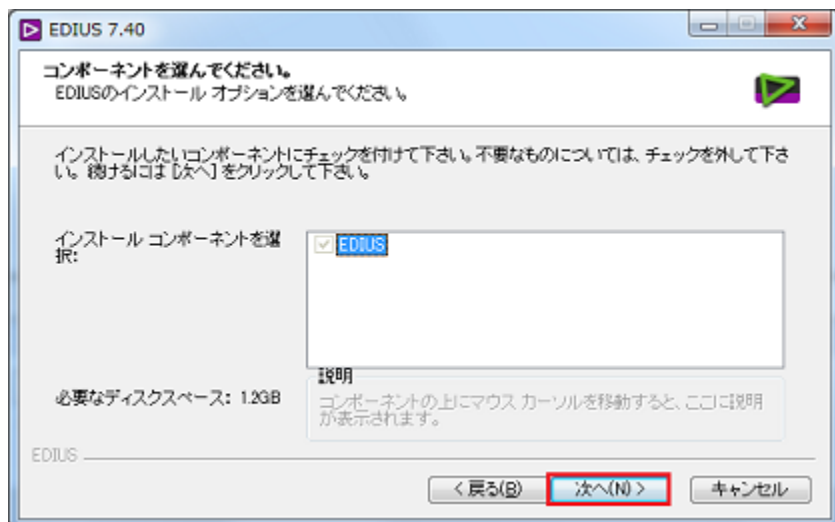 EDIUS 7.40
コンポーネントを選んでください。
EDIUSのインストール オプションを選んでください。
インストールしたいコンポーネントにチェックを付けて下さい。不要なものについては、チェックを外して下さ
い。続けるには [次へ] をクリックして下さい。
インストール コンポーネントを選
択:
EDIUS
必要なディスクスペース: 1.2GB
説明
コンポーネントの上にマウス カーソルを移動すると、ここに説明
が表示されます。
EDIUS
< 戻る(B)
次へ(N) >
キャンセル